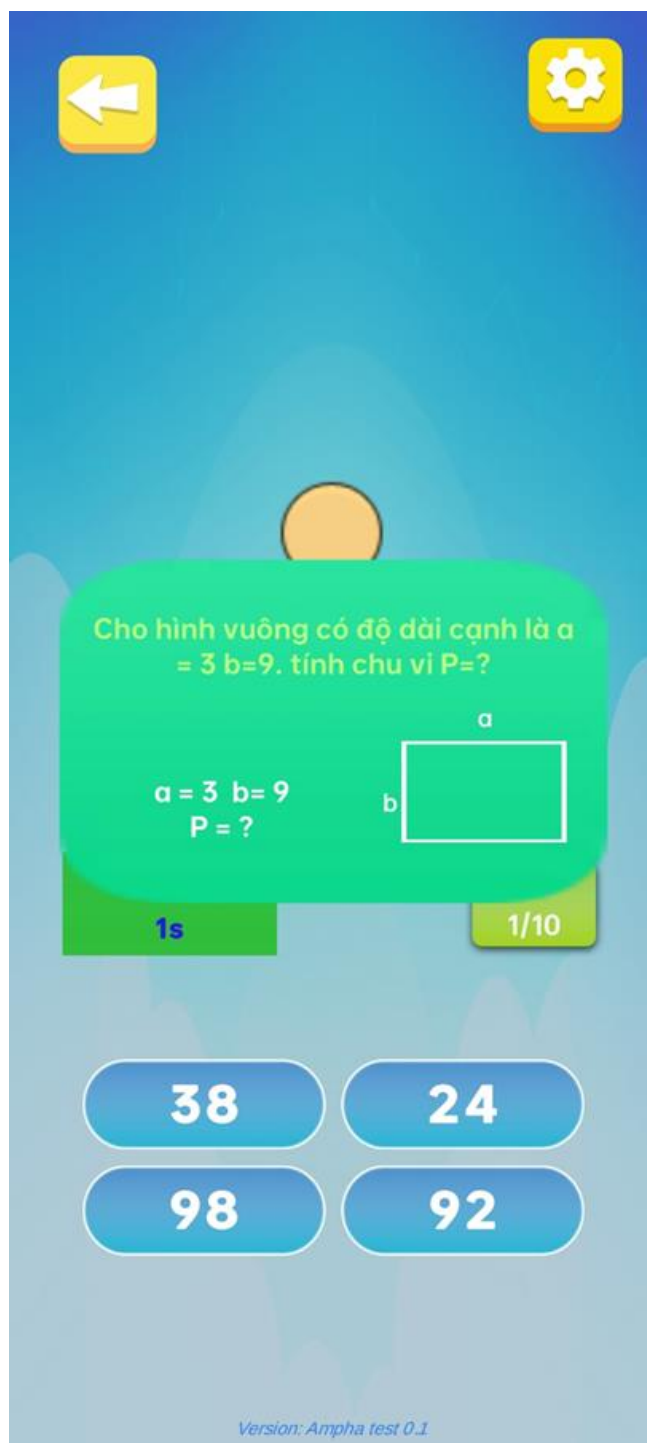 Cho hình vuông có độ dài cạnh là a
= 3 b=9. tính chu vi P=?
a
a = 3 b= 9
b
P = ?
1s
1/10
38
24
98
92
Version: Ampha test 0.1